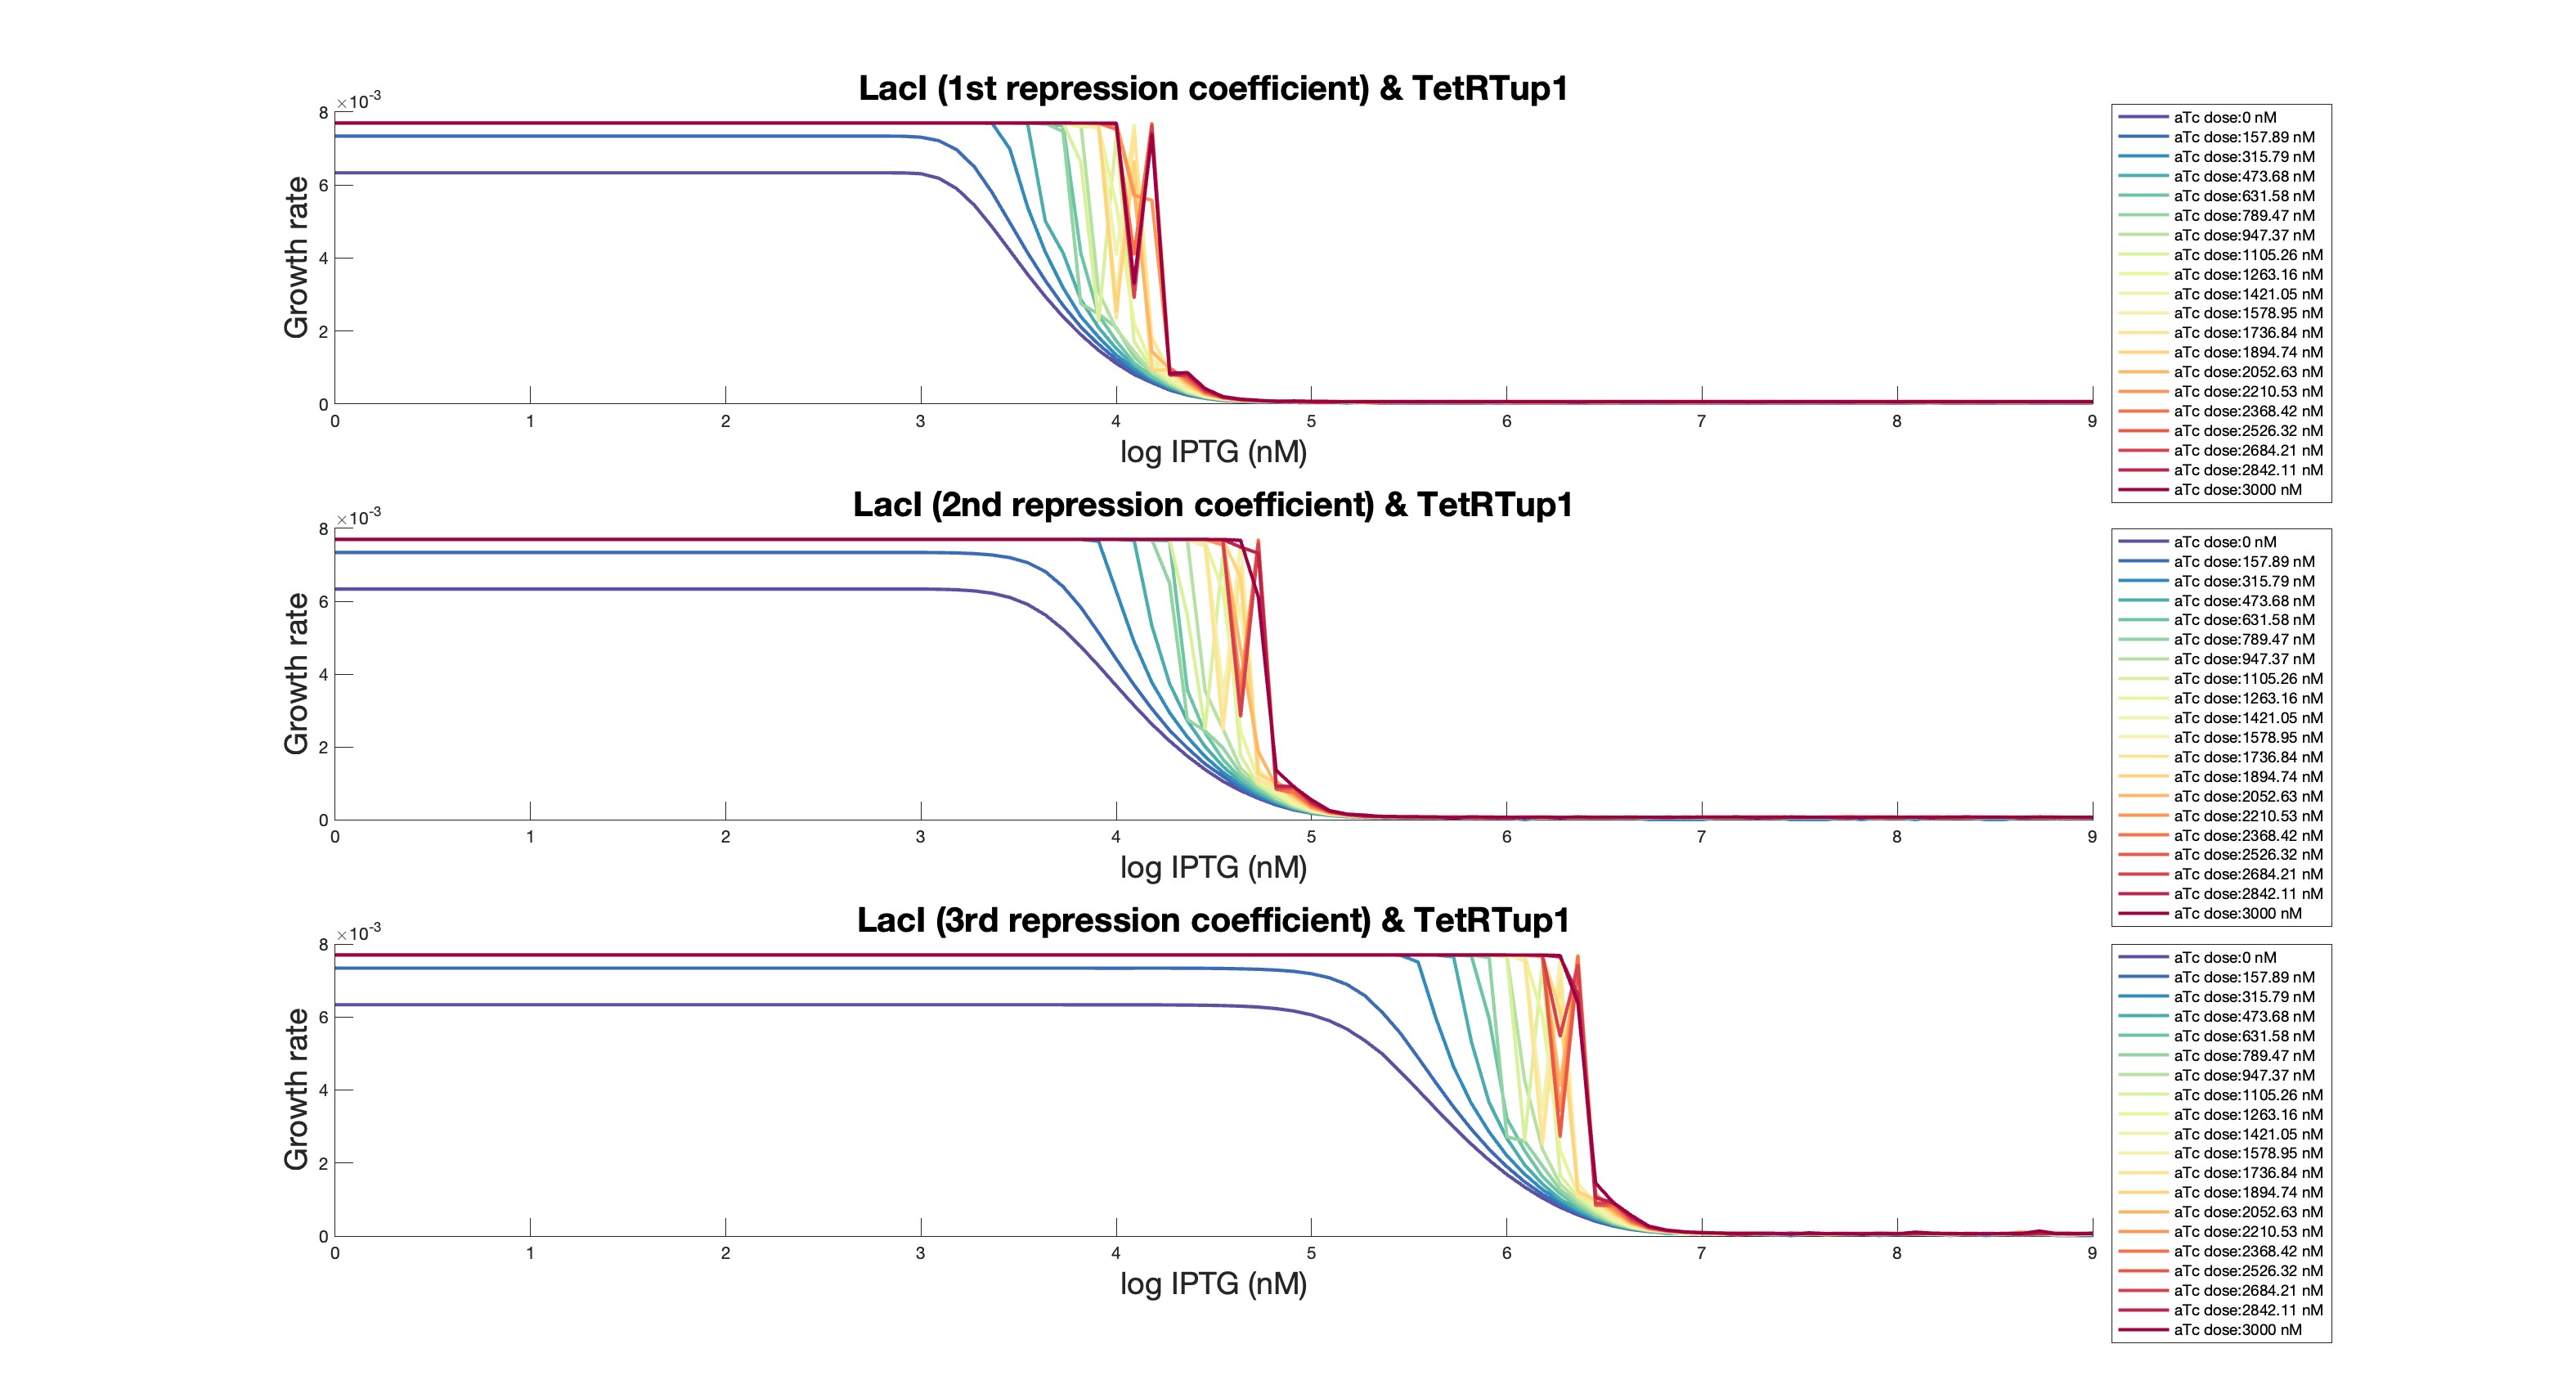 LacI (1st repression coefficient) & TetRTup1
×10-3
8
6
4
2
0
Growth rate
0 1 2 3 4 5 6 7 8 9
log IPTG (nM)
aTc dose:0 nM
aTc dose:157.89 nM
aTc dose:315.79 nM
aTc dose:473.68 nM
aTc dose:631.58 nM
aTc dose:789.47 nM
aTc dose:947.37 nM
aTc dose:1105.26 nM
aTc dose:1263.16 nM
aTc dose:1421.05 nM
aTc dose:1578.95 nM
aTc dose:1736.84 nM
aTc dose:1894.74 nM
aTc dose:2052.63 nM
aTc dose:2210.53 nM
aTc dose:2368.42 nM
aTc dose:2526.32 nM
aTc dose:2684.21 nM
aTc dose:2842.11 nM
aTc dose:3000 nM
LacI (2nd repression coefficient) & TetRTup1
×10-3
8
6
4
2
0
Growth rate
0 1 2 3 4 5 6 7 8 9
log IPTG (nM)
aTc dose:0 nM
aTc dose:157.89 nM
aTc dose:315.79 nM
aTc dose:473.68 nM
aTc dose:631.58 nM
aTc dose:789.47 nM
aTc dose:947.37 nM
aTc dose:1105.26 nM
aTc dose:1263.16 nM
aTc dose:1421.05 nM
aTc dose:1578.95 nM
aTc dose:1736.84 nM
aTc dose:1894.74 nM
aTc dose:2052.63 nM
aTc dose:2210.53 nM
aTc dose:2368.42 nM
aTc dose:2526.32 nM
aTc dose:2684.21 nM
aTc dose:2842.11 nM
aTc dose:3000 nM
LacI (3rd repression coefficient) & TetRTup1
×10-3
8
6
4
2
0
Growth rate
0 1 2 3 4 5 6 7 8 9
log IPTG (nM)
aTc dose:0 nM
aTc dose:157.89 nM
aTc dose:315.79 nM
aTc dose:473.68 nM
aTc dose:631.58 nM
aTc dose:789.47 nM
aTc dose:947.37 nM
aTc dose:1105.26 nM
aTc dose:1263.16 nM
aTc dose:1421.05 nM
aTc dose:1578.95 nM
aTc dose:1736.84 nM
aTc dose:1894.74 nM
aTc dose:2052.63 nM
aTc dose:2210.53 nM
aTc dose:2368.42 nM
aTc dose:2526.32 nM
aTc dose:2684.21 nM
aTc dose:2842.11 nM
aTc dose:3000 nM